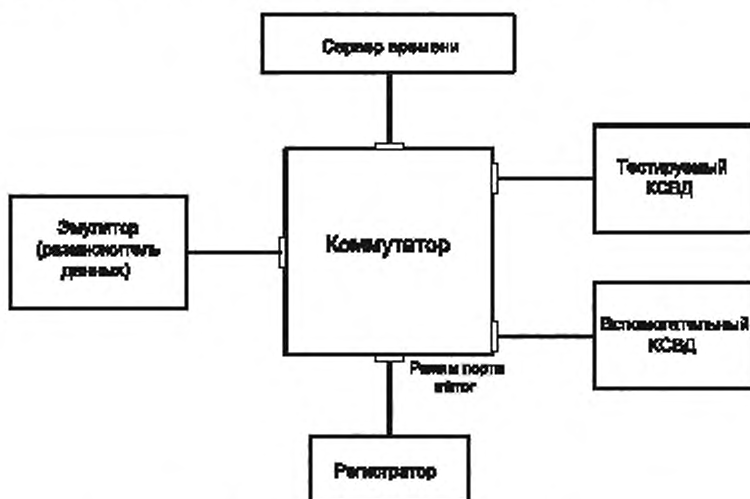 Сервер времени
Тестируемый
КСВД
Эмулятор
(размножитель
данных)
Коммутатор
Вспомогательный
КСВД
Режим порта
mirror
Регистратор